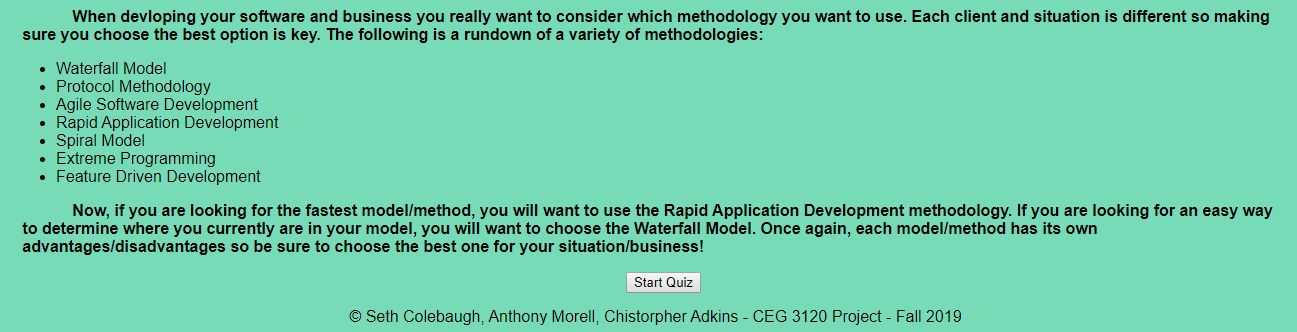 When devloping your software and business you really want to consider which methodology you want to use. Each client and situation is different so making
sure you choose the best option is key. The following is a rundown of a variety of methodologies:
• Waterfall Model
• Protocol Methodology
• Agile Software Development
• Rapid Application Development
• Spiral Model
• Extreme Programming
• Feature Driven Development
Now, if you are looking for the fastest model/method, you will want to use the Rapid Application Development methodology. If you are looking for an easy way
to determine where you currently are in your model, you will want to choose the Waterfall Model. Once again, each model/method has its own
advantages/disadvantages so be sure to choose the best one for your situation/business!
Start Quiz
© Seth Colebaugh, Anthony Morell, Chistorpher Adkins - CEG 3120 Project - Fall 2019